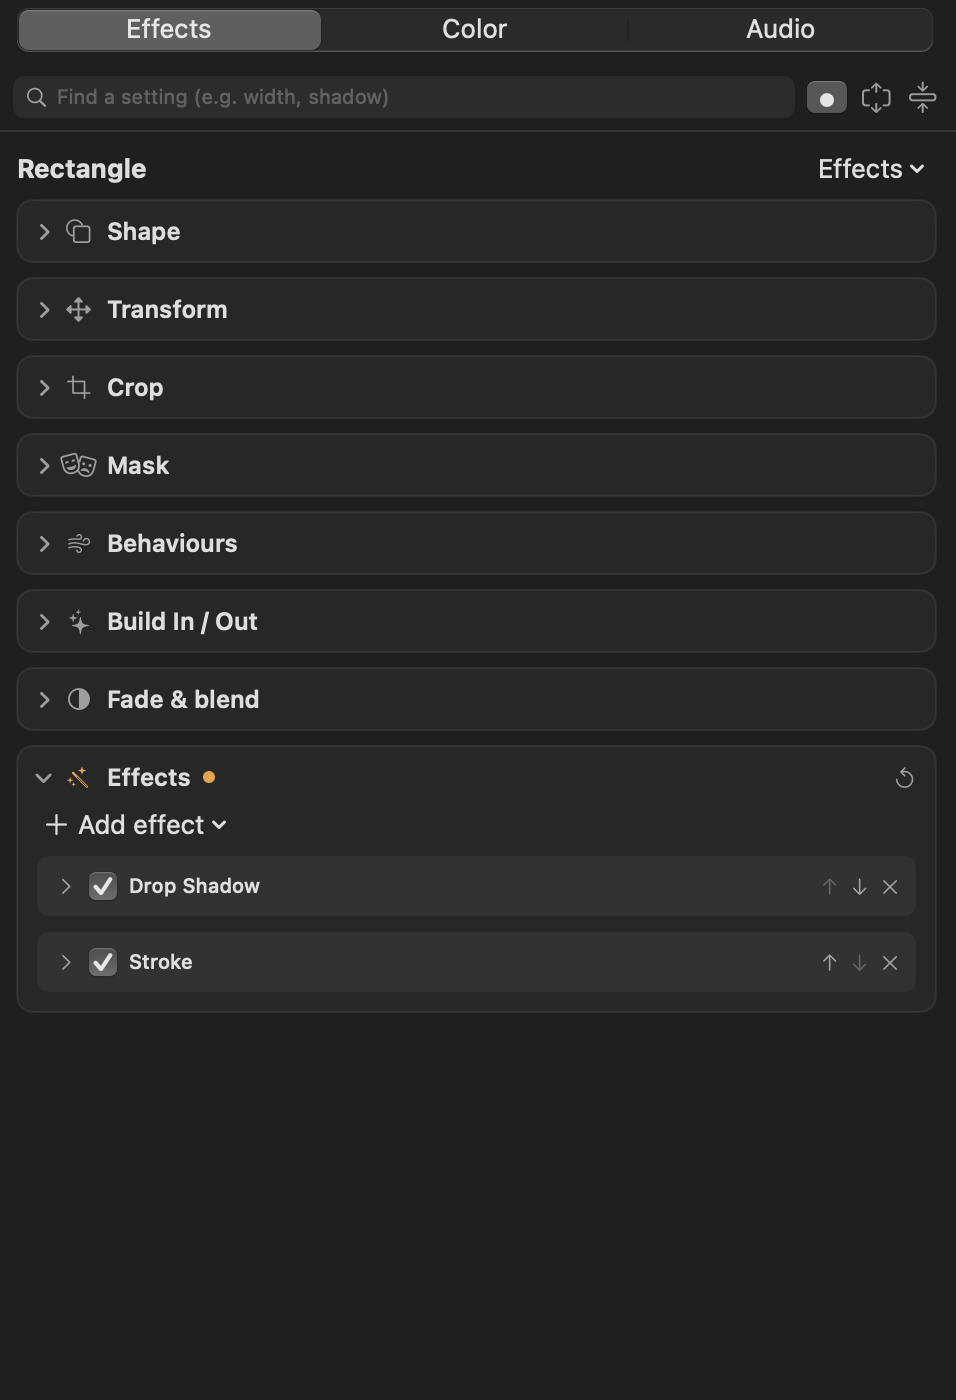 Effects Color Audio
Find a setting (e.g. width, shadow)
Rectangle Effects
Shape
Transform
Crop
Mask
Behaviours
Build In / Out
Fade & blend
Effects
Add effect
Drop Shadow
Stroke